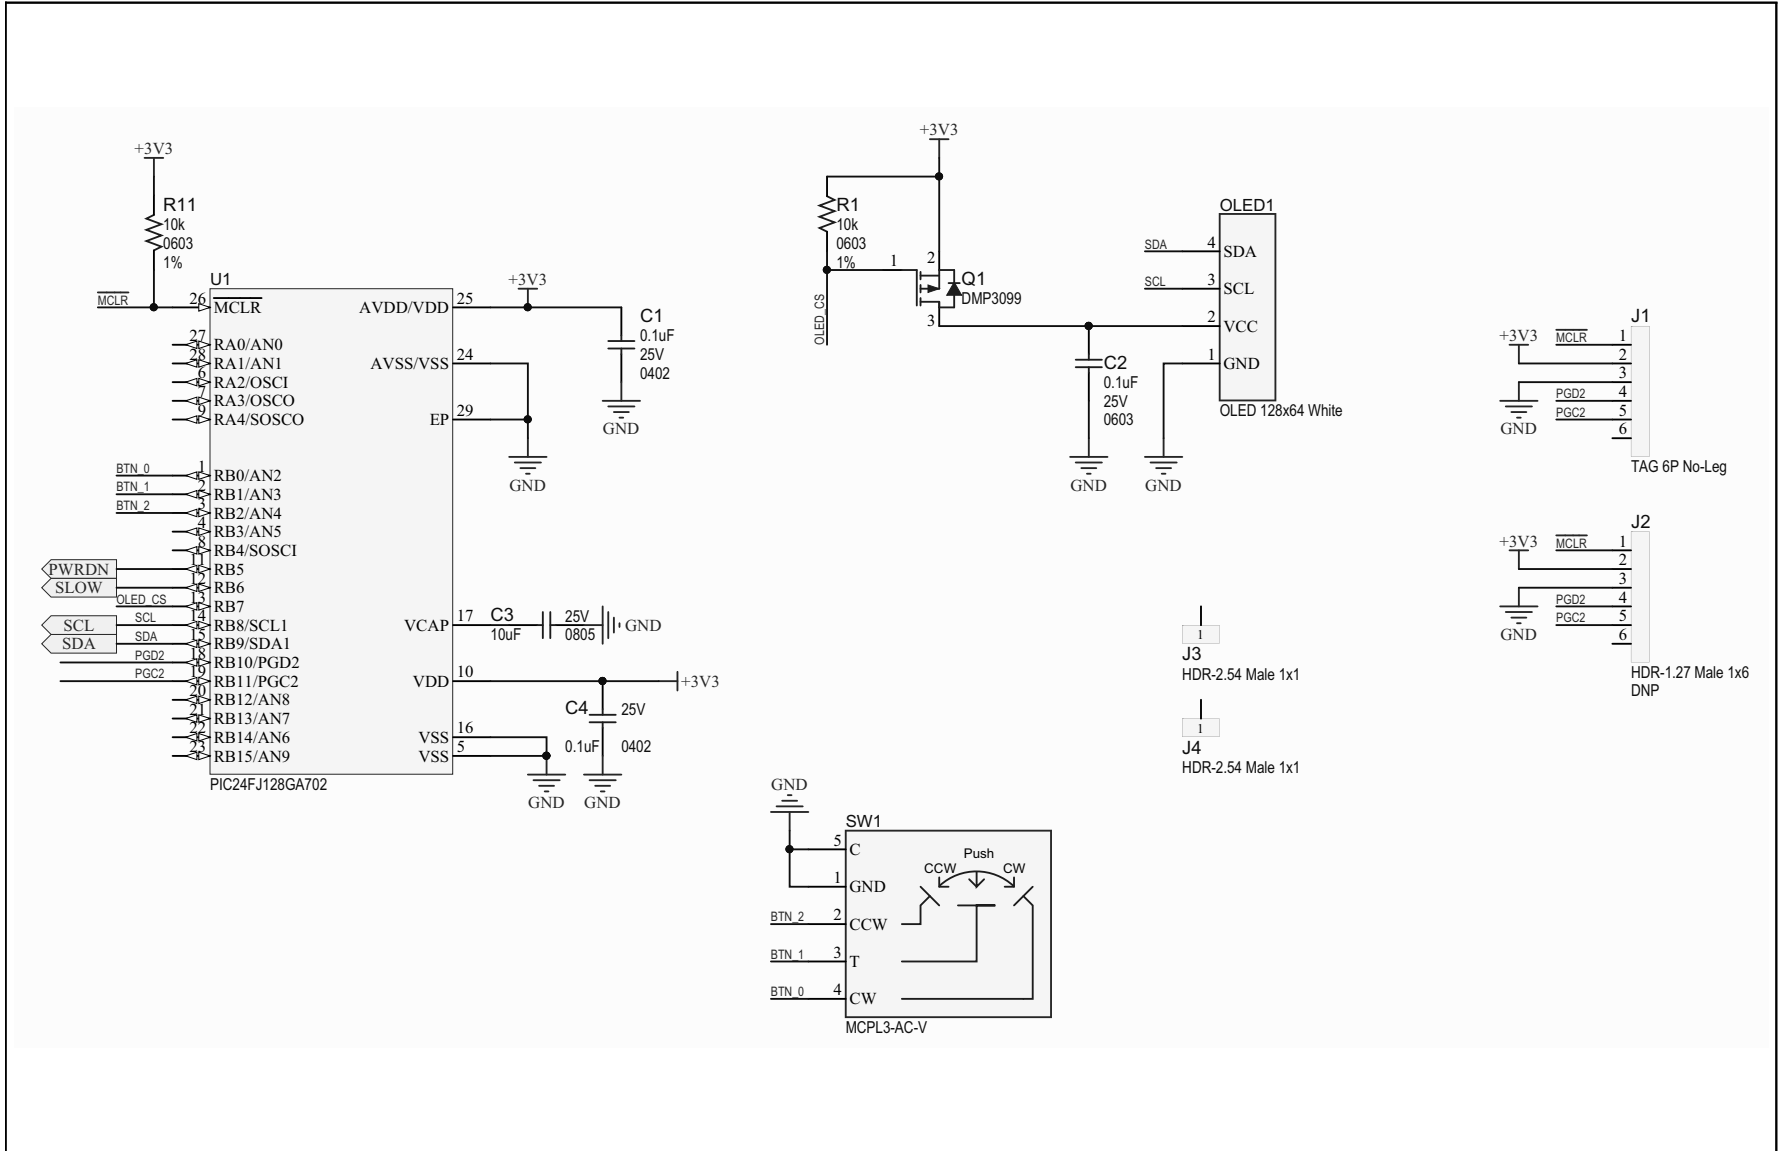 +3V3
R11
10k
0603
1%
MCLR
U1
26 MCLR
27 RA0/AN0
28 RA1/AN1
6 RA2/OSCI
7 RA3/OSCO
9 RA4/SOSCO
BTN_0 1 RB0/AN2
BTN_1 2 RB1/AN3
BTN_2 3 RB2/AN4
4 RB3/AN5
8 RB4/SOSCI
PWRDN 11 RB5
SLOW 12 RB6
OLED_CS 13 RB7
SCL SCL 14 RB8/SCL1
SDA SDA 15 RB9/SDA1
PGD2 18 RB10/PGD2
PGC2 19 RB11/PGC2
20 RB12/AN8
21 RB13/AN7
22 RB14/AN6
23 RB15/AN9
PIC24FJ128GA702
AVDD/VDD 25
+3V3
C1
0.1uF
25V
0402
GND
AVSS/VSS 24
EP 29
GND
VCAP 17 C3 25V GND
10uF 0805
VDD 10 +3V3
C4 25V
0.1uF 0402
VSS 16
VSS 5
GND GND
+3V3
R1
10k
0603
1%
OLED_CS
1
2
3
Q1
DMP3099
C2
0.1uF
25V
0603
GND
GND
OLED1
SDA 4 SDA
SCL 3 SCL
2 VCC
1 GND
OLED 128x64 White
J1
+3V3 MCLR 1
2
3
PGD2 4
GND PGC2 5
6
TAG 6P No-Leg
J2
+3V3 MCLR 1
2
3
PGD2 4
GND PGC2 5
6
HDR-1.27 Male 1x6
DNP
1
J3
HDR-2.54 Male 1x1
1
J4
HDR-2.54 Male 1x1
GND
SW1
5 C
1 GND
BTN_2 2 CCW
BTN_1 3 T
BTN_0 4 CW
Push
CCW CW
MCPL3-AC-V